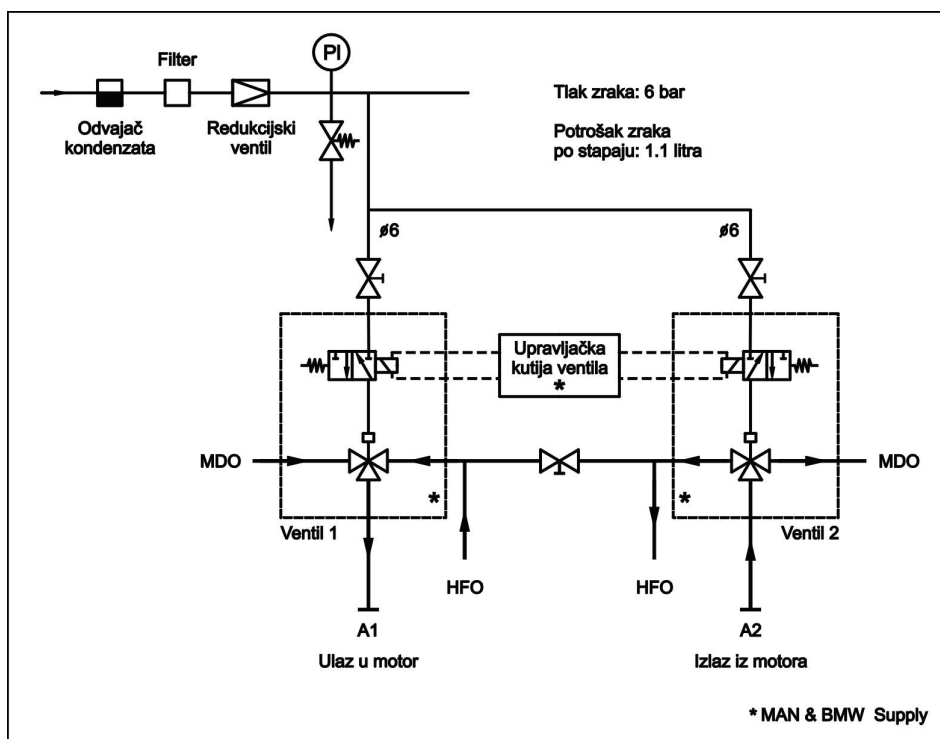 PI
Filter
Odvajač
kondenzata
Redukcijski
ventil
Tlak zraka: 6 bar
Potrošak zraka
po stapaju: 1.1 litra
ø6
ø6
Upravljačka
kutija ventila
*
MDO
MDO
*
*
Ventil 1
Ventil 2
HFO
HFO
A1
A2
Ulaz u motor
Izlaz iz motora
* MAN & BMW Supply